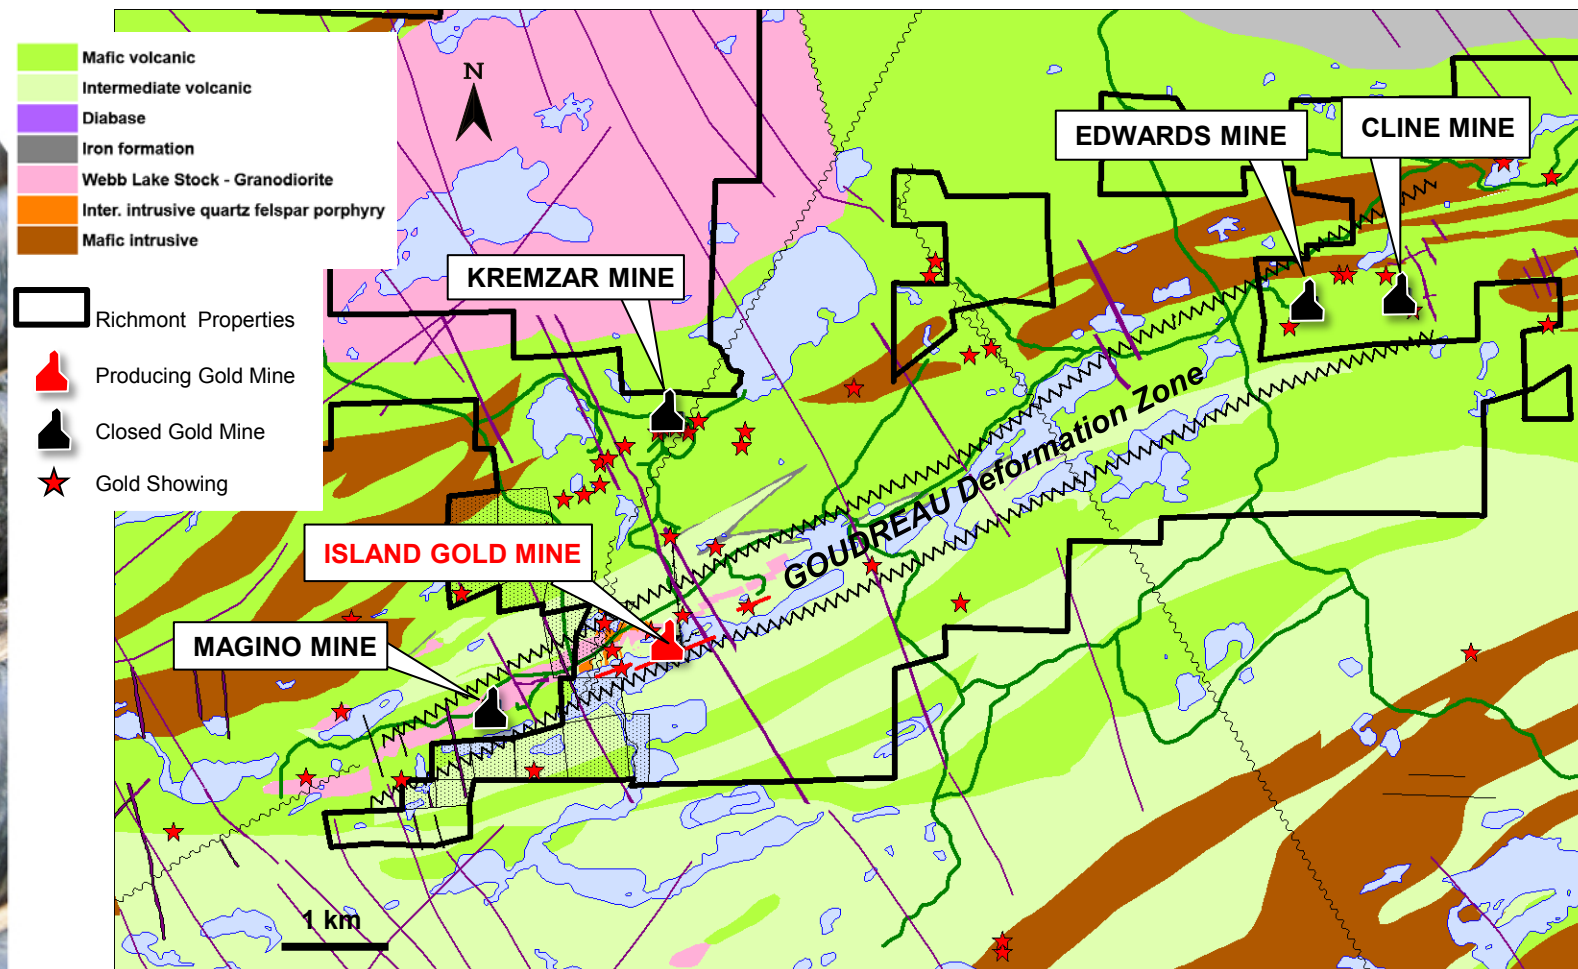 Mafic volcanic
Intermediate volcanic
Diabase
Iron formation
Webb Lake Stock - Granodiorite
Inter. intrusive quartz felspar porphyry
Mafic intrusive
Richmont Properties
Producing Gold Mine
Closed Gold Mine
Gold Showing
N
EDWARDS MINE
CLINE MINE
KREMZAR MINE
GOUDREAU Deformation Zone
ISLAND GOLD MINE
MAGINO MINE
1 km